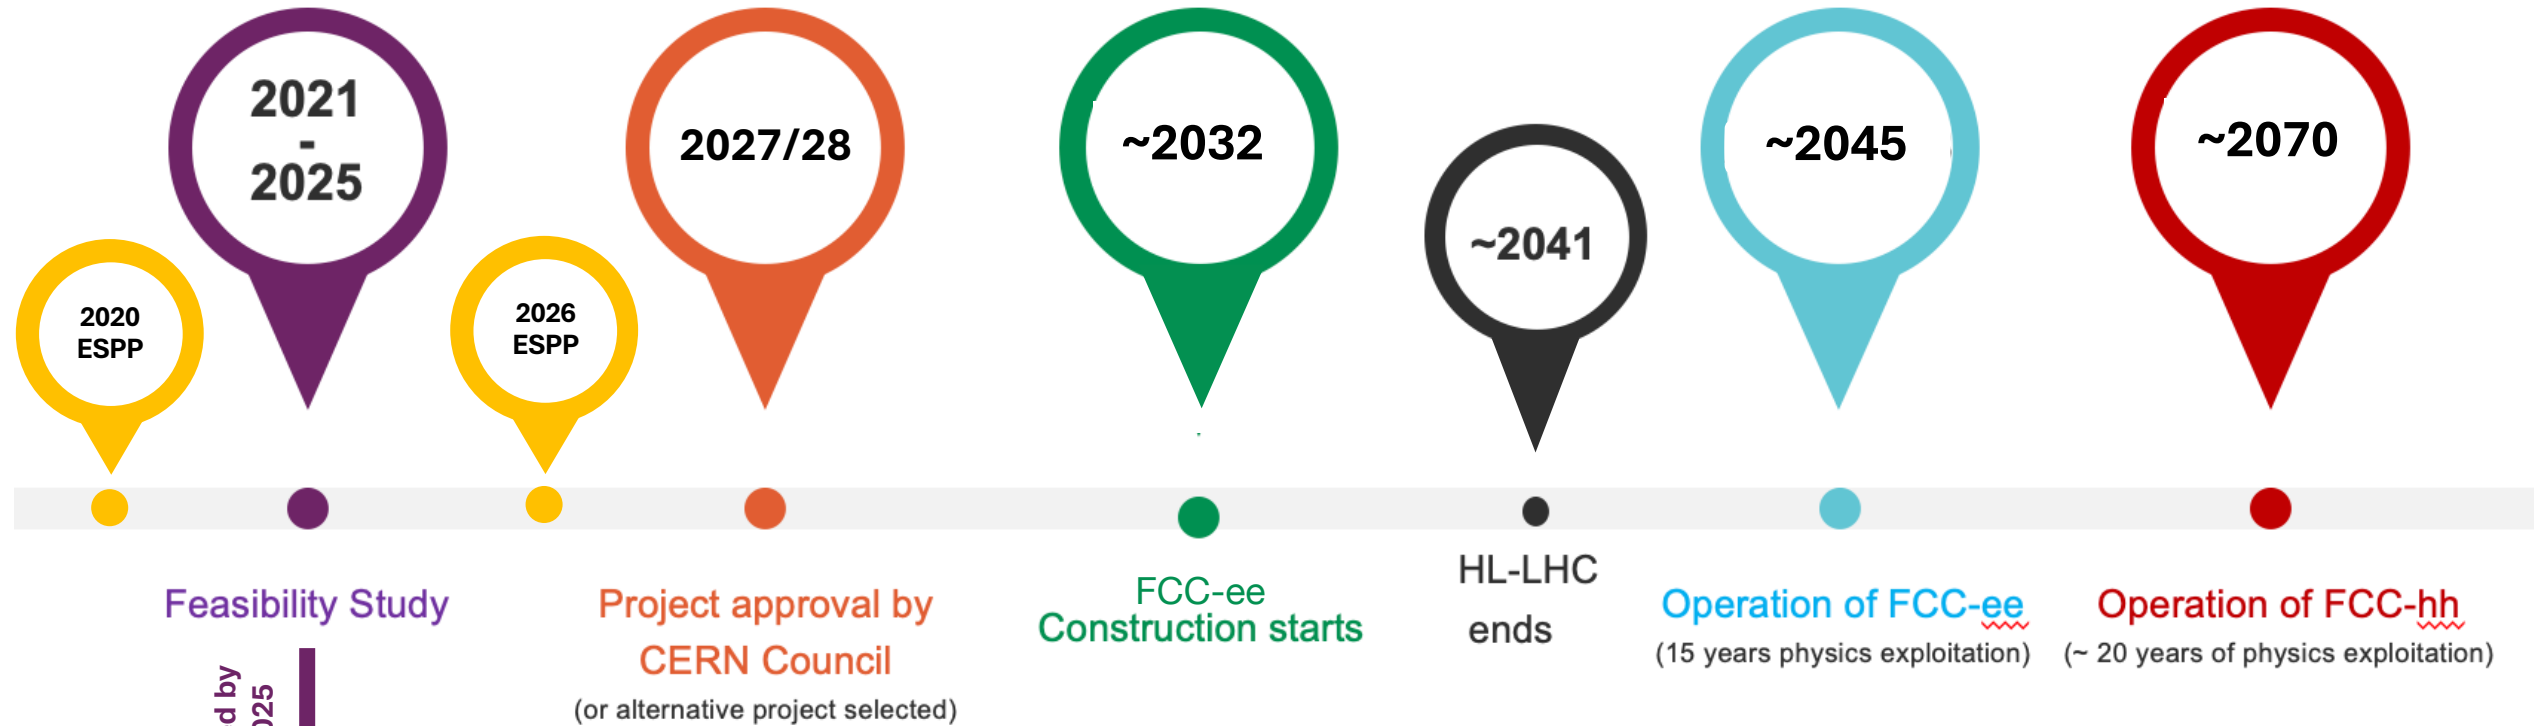 2021
-
2025
2027/28
~2032
~2045
~2070
~2041
2020
ESPP
2026
ESPP
Feasibility Study
Project approval by
CERN Council
(or alternative project selected)
FCC-ee
Construction starts
HL-LHC
ends
Operation of FCC-ee
(15 years physics exploitation)
Operation of FCC-hh
(~ 20 years of physics exploitation)
by